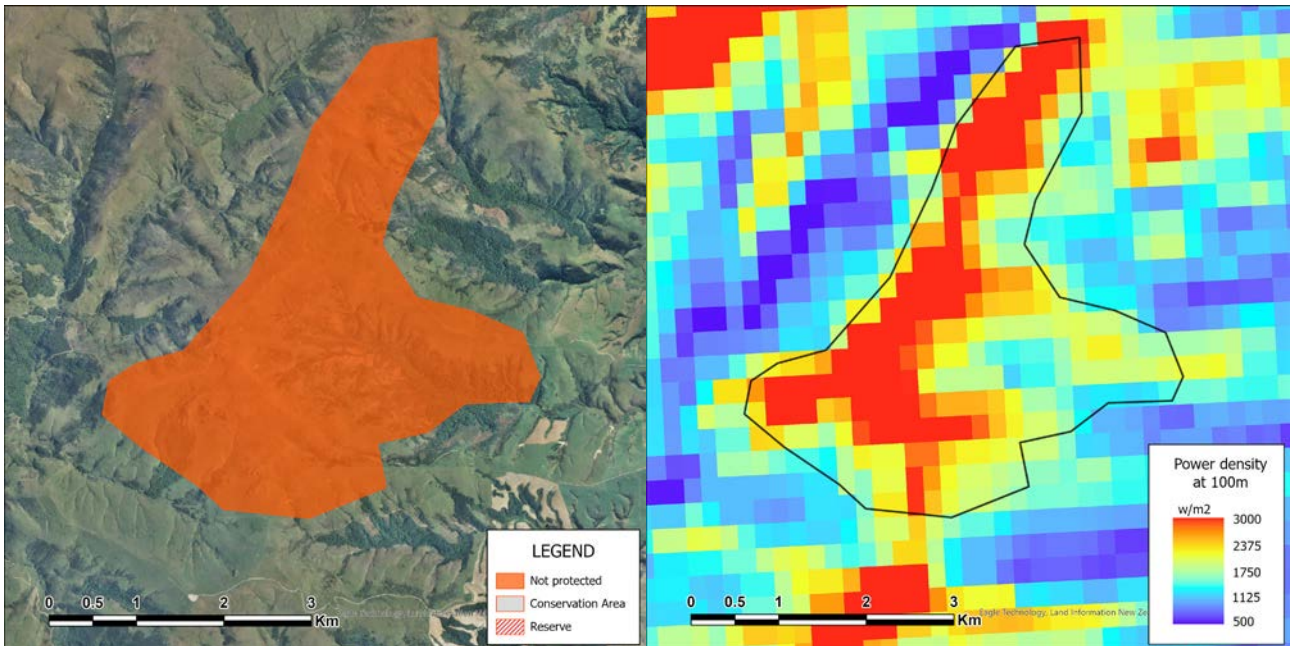 LEGEND
Not protected
Conservation Area
Reserve
0 0.5 1 2 3
Km
Power density
at 100m
w/m2
3000
2375
1750
1125
500
0 0.5 1 2 3
Km
Eagle Technology, Land Information New Ze